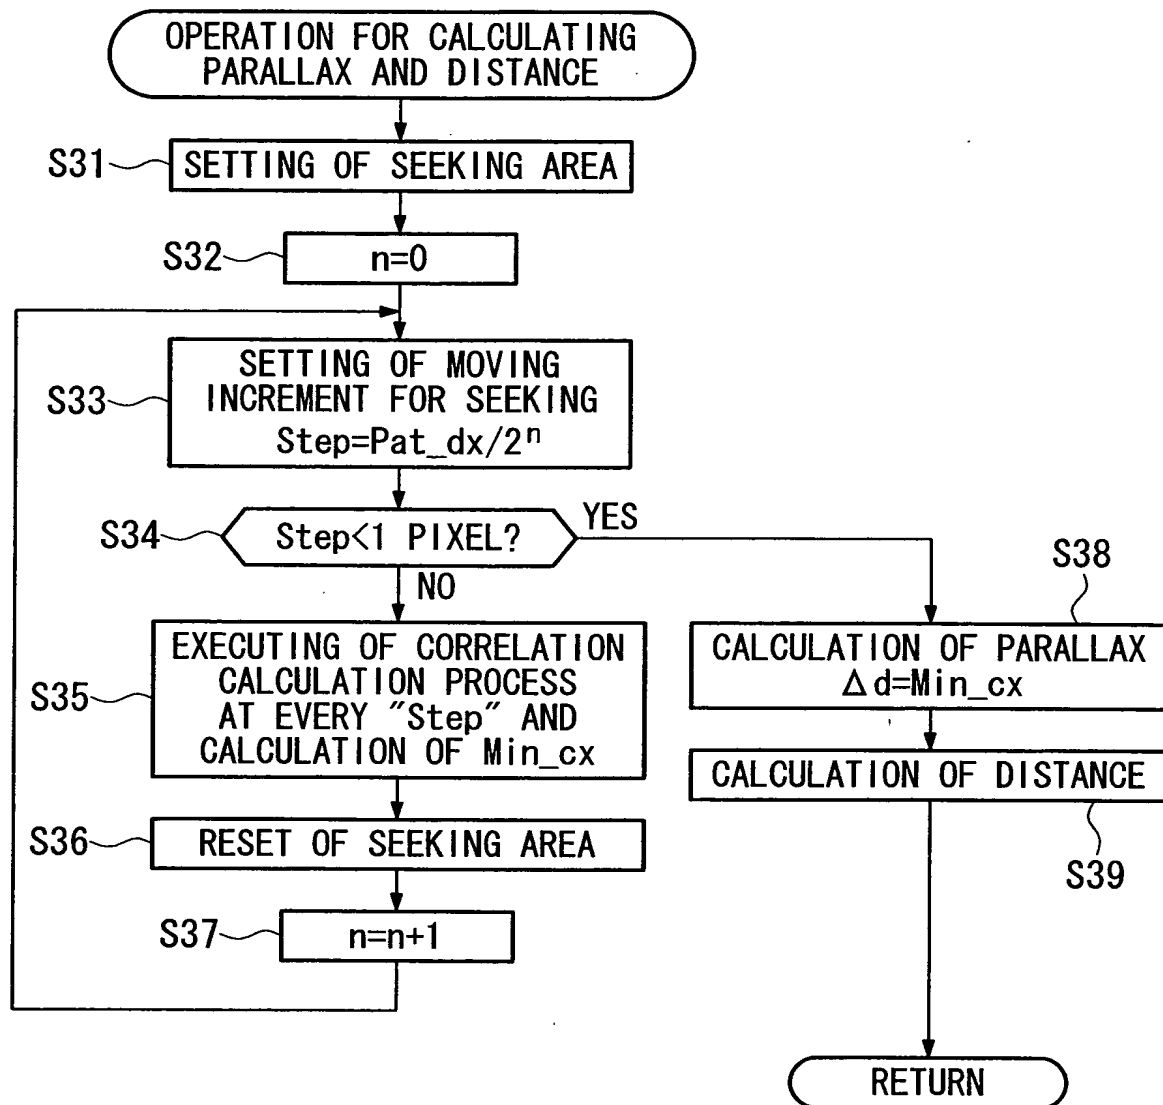 OPERATION FOR CALCULATING
PARALLAX AND DISTANCE
S31
SETTING OF SEEKING AREA
S32
n=0
S33
SETTING OF MOVING
INCREMENT FOR SEEKING
Step=Pat_dx/2ⁿ
S34
Step<1 PIXEL?
YES
NO
S35
EXECUTING OF CORRELATION
CALCULATION PROCESS
AT EVERY "Step" AND
CALCULATION OF Min_cx
S36
RESET OF SEEKING AREA
S37
n=n+1
S38
CALCULATION OF PARALLAX
Δd=Min_cx
CALCULATION OF DISTANCE
S39
RETURN